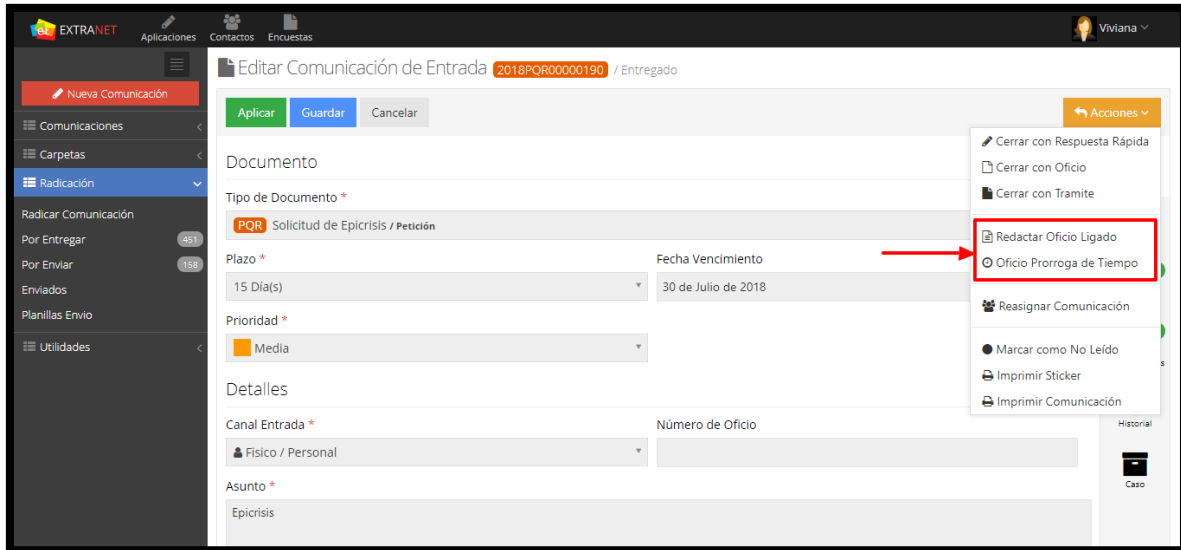 EXTRANET
Aplicaciones
Contactos
Encuestas
Viviana
Nueva Comunicación
Comunicaciones
Carpetas
Radicación
Radicar Comunicación
Por Entregar 451
Por Enviar 158
Enviados
Planillas Envio
Utilidades
Editar Comunicación de Entrada 2018PQR00000190 / Entregado
Aplicar
Guardar
Cancelar
Acciones
Cerrar con Respuesta Rápida
Cerrar con Oficio
Cerrar con Tramite
Redactar Oficio Ligado
Oficio Prorroga de Tiempo
Reasignar Comunicación
Marcar como No Leído
Imprimir Sticker
Imprimir Comunicación
Documento
Tipo de Documento *
PQR Solicitud de Epicrisis / Petición
Plazo *
15 Día(s)
Fecha Vencimiento
30 de Julio de 2018
Prioridad *
Media
Detalles
Canal Entrada *
Fisico / Personal
Número de Oficio
Asunto *
Epicrisis
Historial
Caso